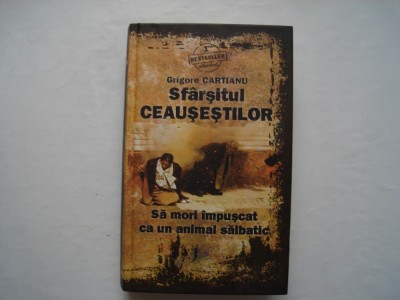 BESTSELLER
Grigore CARTIANU
Sfârşitul
CEAUŞEŞTILOR
Să mori împuşcat
ca un animal sălbatic